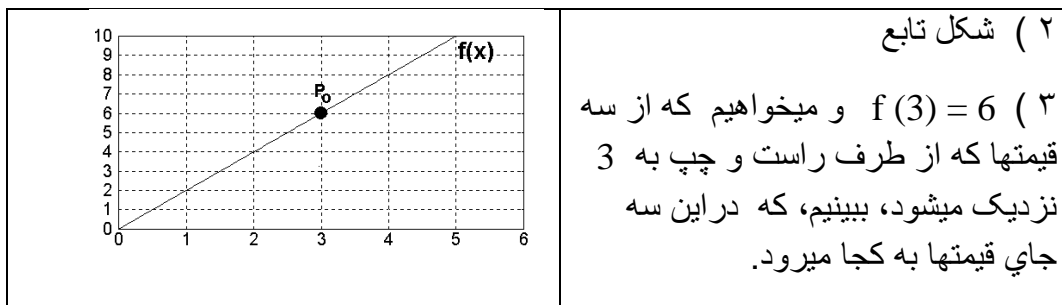 ۲ ) شکل تابع
۳ ) f (3) = 6 و میخواهیم که از سه
قیمتها که از طرف راست و چپ به 3
نزدیک میشود، ببینیم، که دراین سه
جاي قیمتها به کجا میرود.
10
9
8
7
6
5
4
3
2
1
0
f(x)
P₀
0 1 2 3 4 5 6